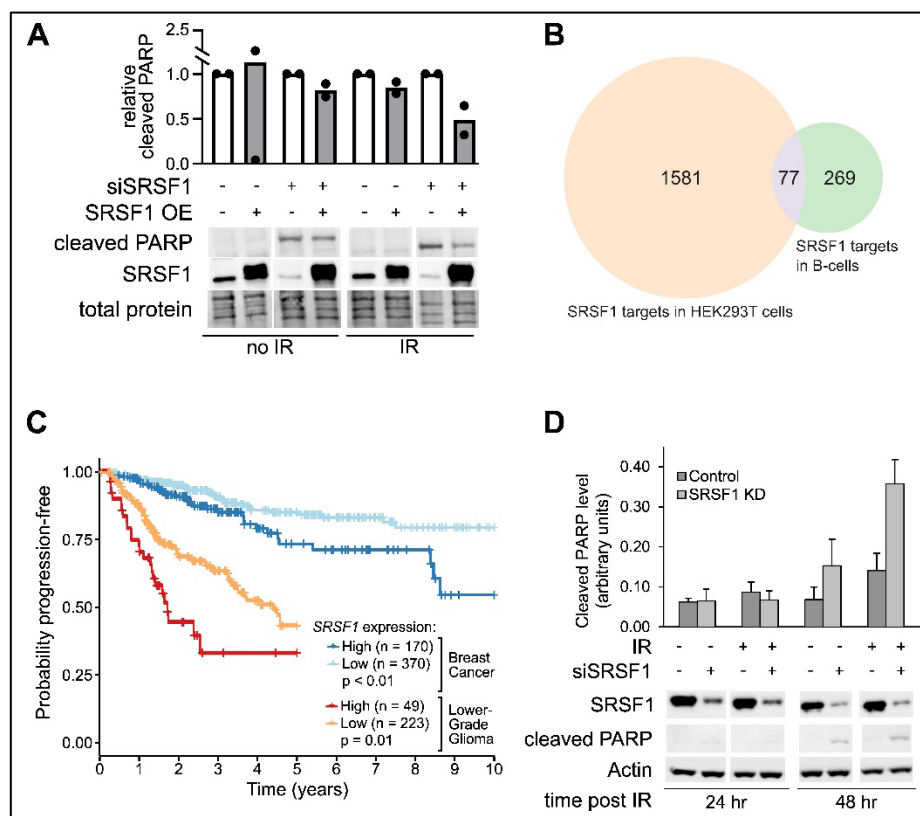 A
relative
cleaved PARP
2.5
1.0
0.5
0.0
siSRSF1 - - + + - - + +
SRSF1 OE - + - + - + - +
cleaved PARP
SRSF1
total protein
no IR IR
B
1581 77 269
SRSF1 targets
in B-cells
SRSF1 targets in HEK293T cells
C
Probability progression-free
1.00
0.75
0.50
0.25
0.00
SRSF1 expression:
High (n = 170)
Low (n = 370)
p < 0.01
Breast
Cancer
High (n = 49)
Low (n = 223)
p = 0.01
Lower-
Grade
Glioma
0 1 2 3 4 5 6 7 8 9 10
Time (years)
D
Cleaved PARP level
(arbitrary units)
0.40
0.30
0.20
0.10
0.00
Control
SRSF1 KD
IR - - + + - - + +
siSRSF1 - + - + - + - +
SRSF1
cleaved PARP
Actin
time post IR 24 hr 48 hr